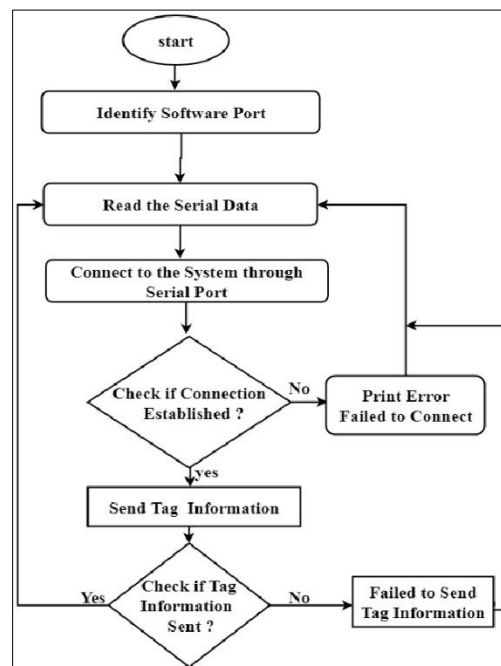 start
Identify Software Port
Read the Serial Data
Connect to the System through
Serial Port
Check if Connection
Established ?
No
Print Error
Failed to Connect
yes
Send Tag Information
Check if Tag
Information
Sent ?
Yes
No
Failed to Send
Tag Information